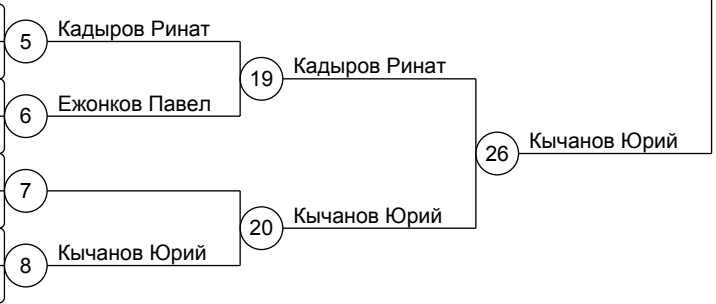 5 Кадыров Ринат
19 Кадыров Ринат
6 Ежонков Павел
26 Кычанов Юрий
7
20 Кычанов Юрий
8 Кычанов Юрий